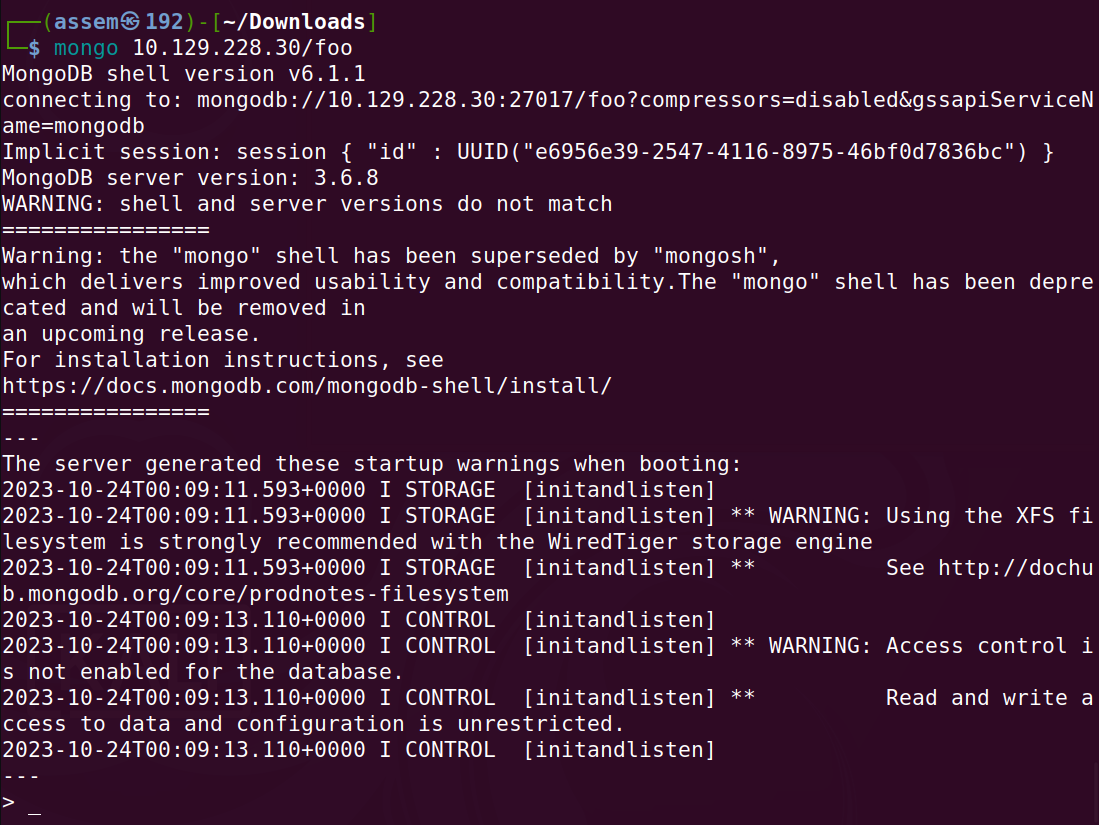 ┌──(assem㉿192)-[~/Downloads]
└─$ mongo 10.129.228.30/foo
MongoDB shell version v6.1.1
connecting to: mongodb://10.129.228.30:27017/foo?compressors=disabled&gssapiServiceN
ame=mongodb
Implicit session: session { "id" : UUID("e6956e39-2547-4116-8975-46bf0d7836bc") }
MongoDB server version: 3.6.8
WARNING: shell and server versions do not match
================
Warning: the "mongo" shell has been superseded by "mongosh",
which delivers improved usability and compatibility.The "mongo" shell has been depre
cated and will be removed in
an upcoming release.
For installation instructions, see
https://docs.mongodb.com/mongodb-shell/install/
================
---
The server generated these startup warnings when booting:
2023-10-24T00:09:11.593+0000 I STORAGE  [initandlisten]
2023-10-24T00:09:11.593+0000 I STORAGE  [initandlisten] ** WARNING: Using the XFS fi
lesystem is strongly recommended with the WiredTiger storage engine
2023-10-24T00:09:11.593+0000 I STORAGE  [initandlisten] **          See http://dochu
b.mongodb.org/core/prodnotes-filesystem
2023-10-24T00:09:13.110+0000 I CONTROL  [initandlisten]
2023-10-24T00:09:13.110+0000 I CONTROL  [initandlisten] ** WARNING: Access control i
s not enabled for the database.
2023-10-24T00:09:13.110+0000 I CONTROL  [initandlisten] **          Read and write a
ccess to data and configuration is unrestricted.
2023-10-24T00:09:13.110+0000 I CONTROL  [initandlisten]
---
> _